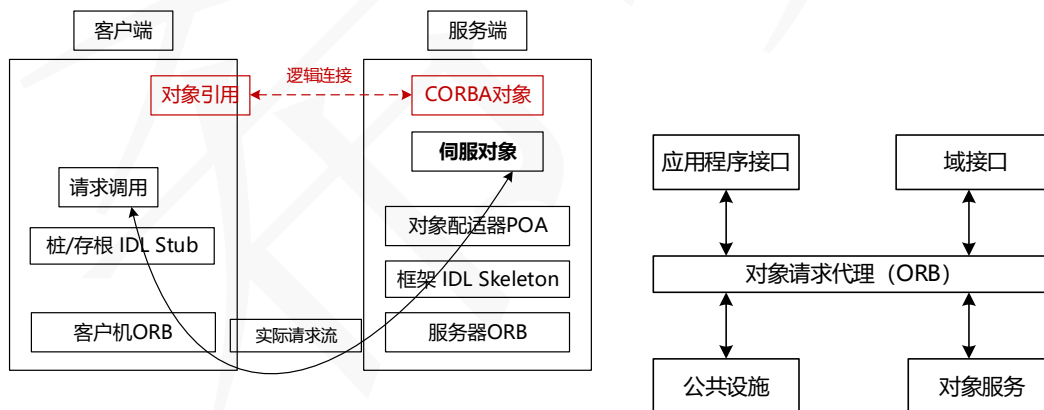 客户端
服务端
对象引用
逻辑连接
CORBA对象
伺服对象
请求调用
对象配适器POA
桩/存根 IDL Stub
框架 IDL Skeleton
客户机ORB
实际请求流
服务器ORB
应用程序接口
域接口
对象请求代理（ORB）
公共设施
对象服务